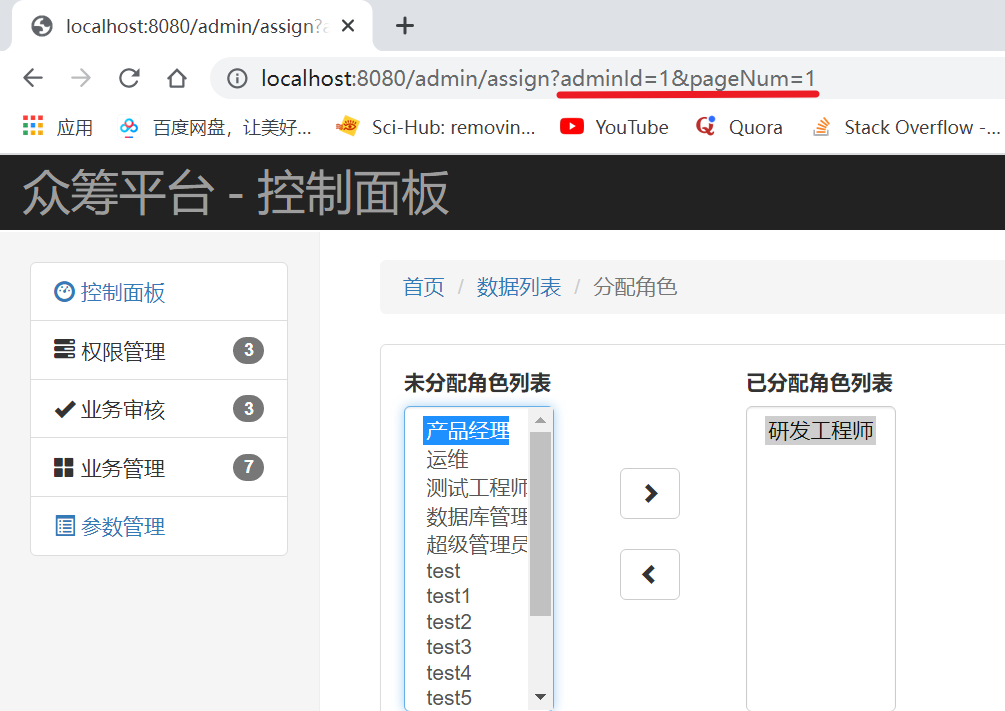 localhost:8080/admin/assign?a
localhost:8080/admin/assign?adminId=1&pageNum=1
应用 百度网盘，让美好... Sci-Hub: removin... YouTube Quora Stack Overflow -...
众筹平台 - 控制面板
控制面板
权限管理 3
业务审核 3
业务管理 7
参数管理
首页 / 数据列表 / 分配角色
未分配角色列表
产品经理
运维
测试工程师
数据库管理
超级管理员
test
test1
test2
test3
test4
test5
已分配角色列表
研发工程师